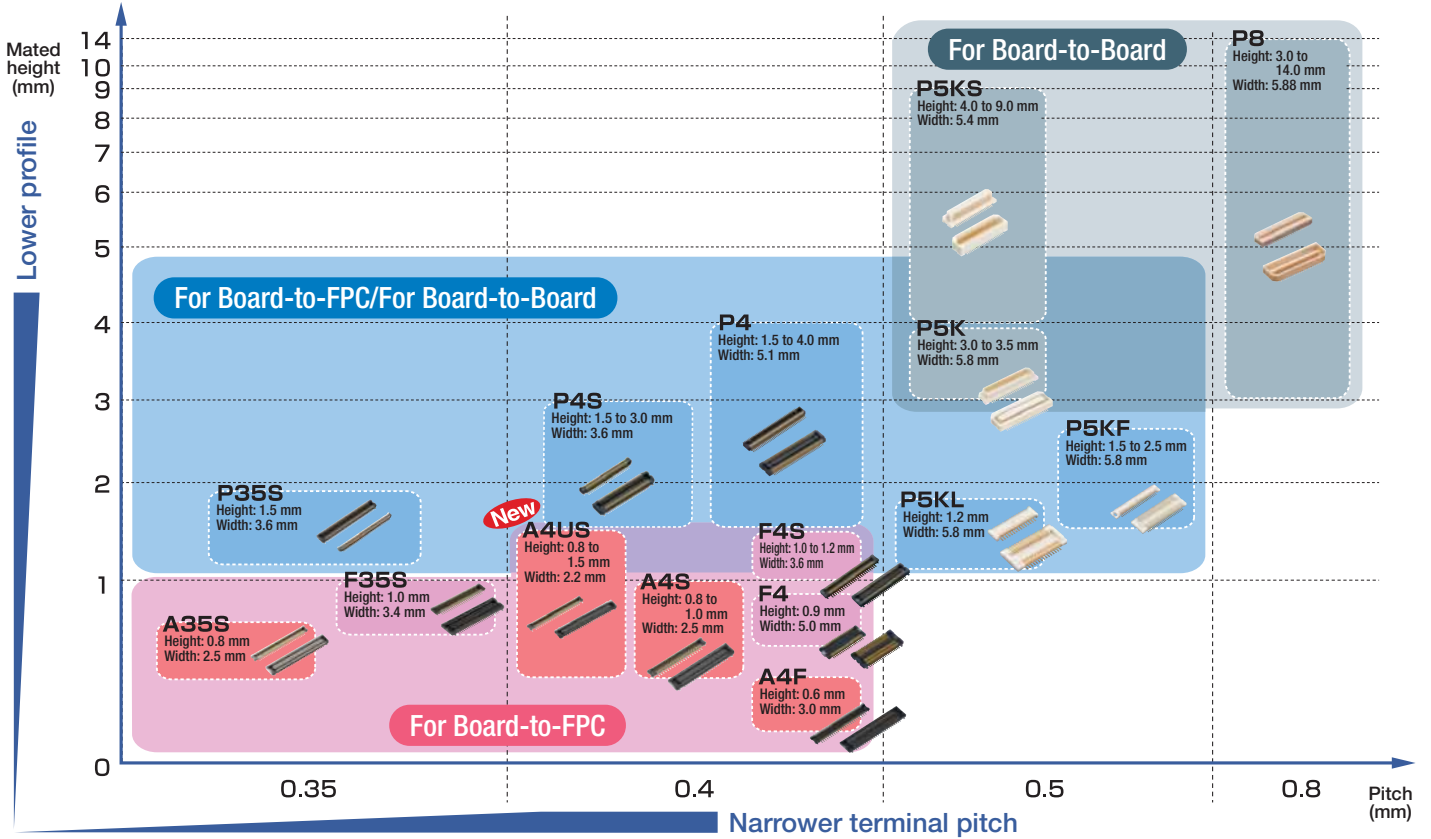 Mated
height
(mm)
14
10
9
8
7
6
5
4
3
2
1
0
Lower profile
For Board-to-Board
P8
Height: 3.0 to
14.0 mm
Width: 5.88 mm
P5KS
Height: 4.0 to 9.0 mm
Width: 5.4 mm
For Board-to-FPC/For Board-to-Board
P4
Height: 1.5 to 4.0 mm
Width: 5.1 mm
P5K
Height: 3.0 to 3.5 mm
Width: 5.8 mm
P4S
Height: 1.5 to 3.0 mm
Width: 3.6 mm
P5KF
Height: 1.5 to 2.5 mm
Width: 5.8 mm
P35S
Height: 1.5 mm
Width: 3.6 mm
New
P5KL
Height: 1.2 mm
Width: 5.8 mm
A4US
Height: 0.8 to
1.5 mm
Width: 2.2 mm
F4S
Height: 1.0 to 1.2 mm
Width: 3.6 mm
F35S
Height: 1.0 mm
Width: 3.4 mm
A4S
Height: 0.8 to
1.0 mm
Width: 2.5 mm
F4
Height: 0.9 mm
Width: 5.0 mm
A35S
Height: 0.8 mm
Width: 2.5 mm
A4F
Height: 0.6 mm
Width: 3.0 mm
For Board-to-FPC
0.35
0.4
0.5
0.8
Pitch
(mm)
Narrower terminal pitch